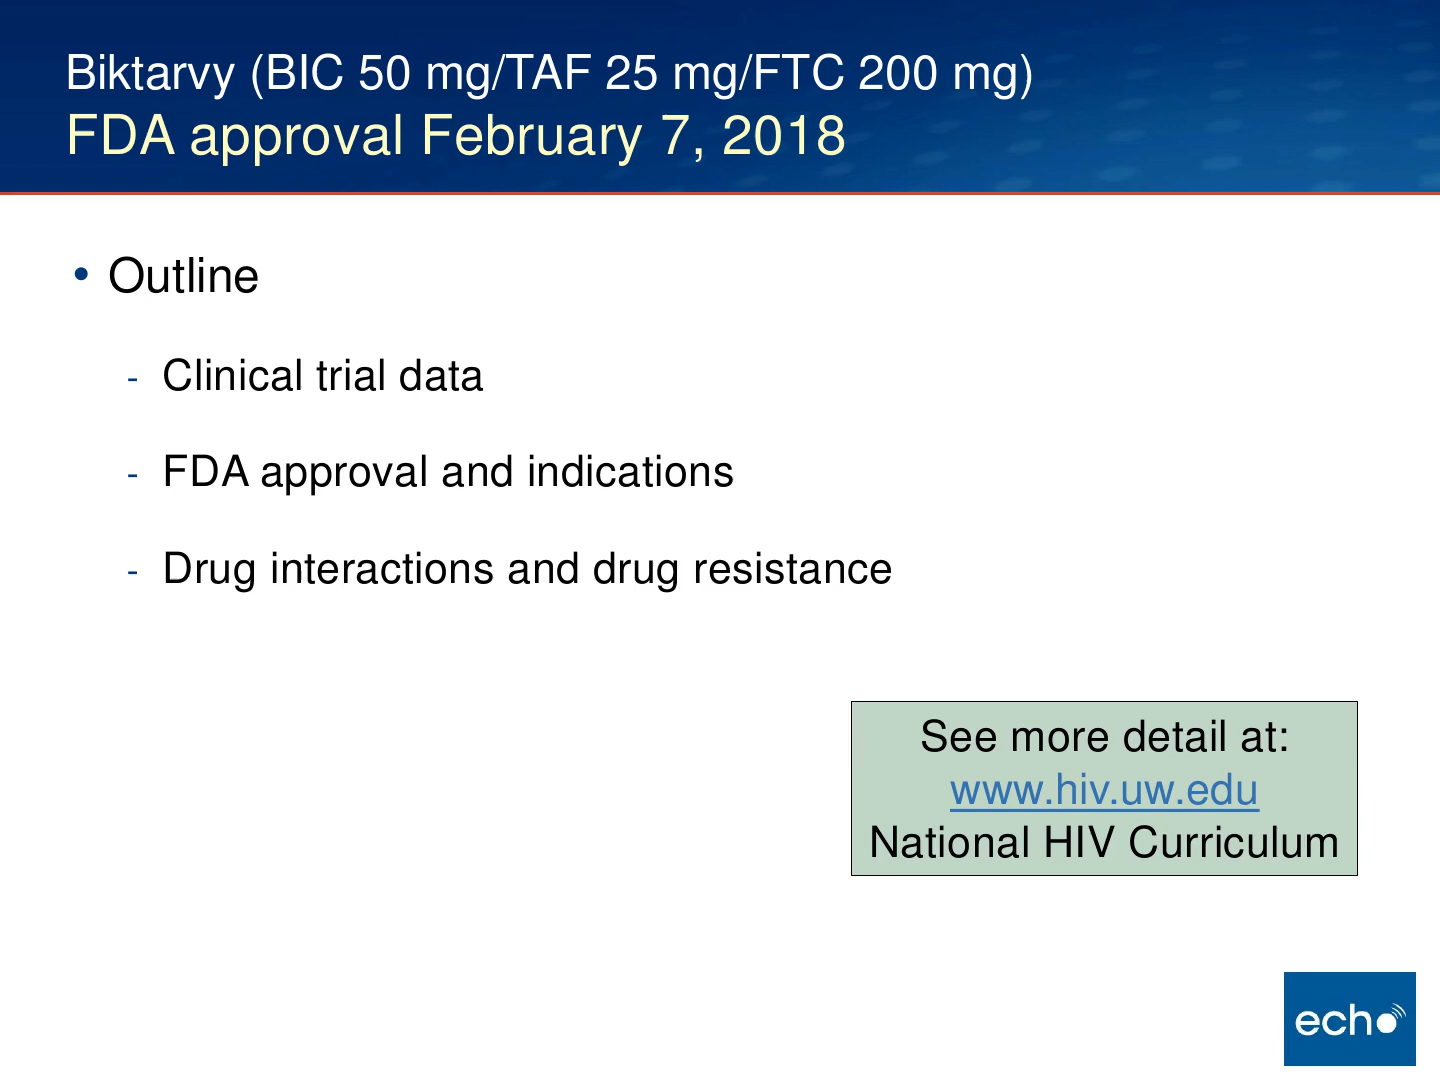 Biktarvy (BIC 50 mg/TAF 25 mg/FTC 200 mg)
FDA approval February 7, 2018
• Outline
- Clinical trial data
- FDA approval and indications
- Drug interactions and drug resistance
See more detail at:
www.hiv.uw.edu
National HIV Curriculum
echo